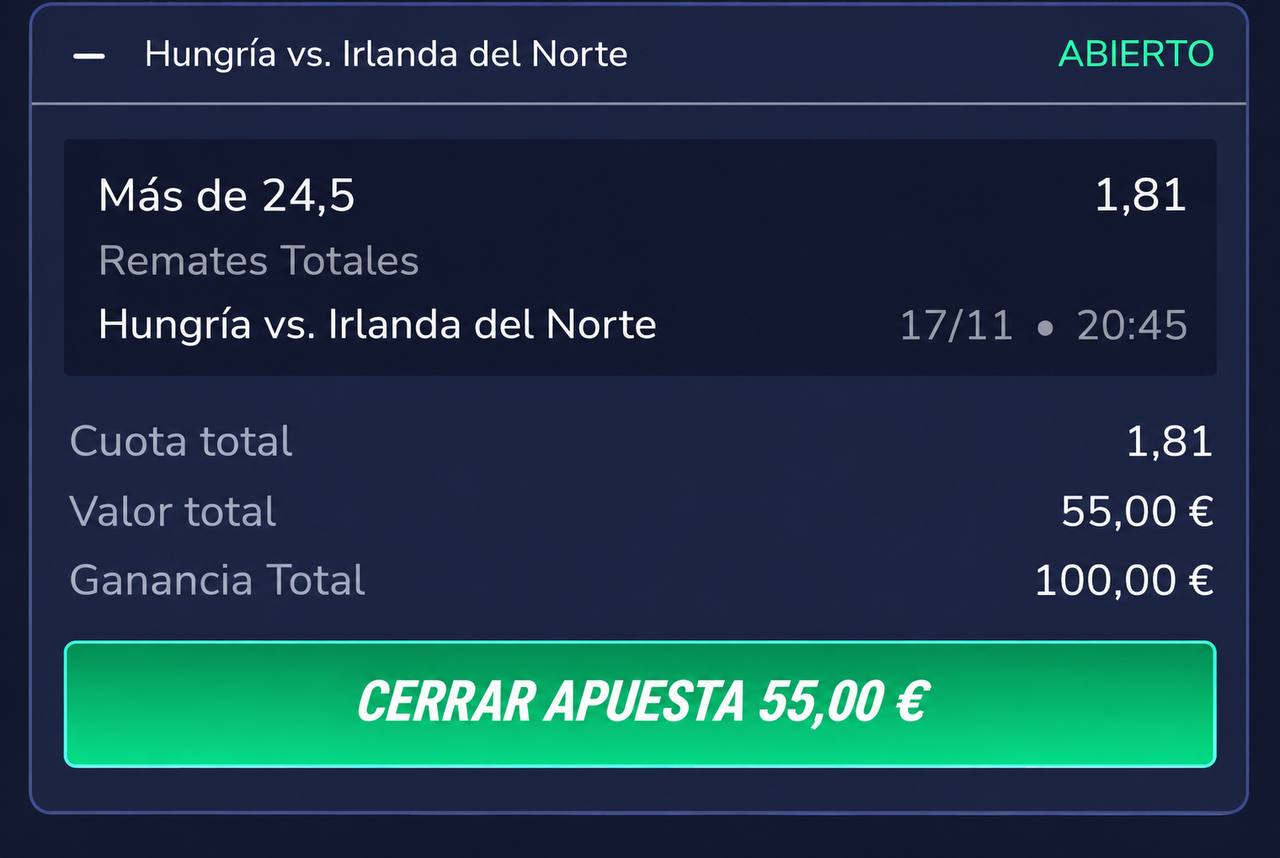 — Hungría vs. Irlanda del Norte ABIERTO
Más de 24,5 1,81
Remates Totales
Hungría vs. Irlanda del Norte 17/11 • 20:45
Cuota total 1,81
Valor total 55,00 €
Ganancia Total 100,00 €
CERRAR APUESTA 55,00 €